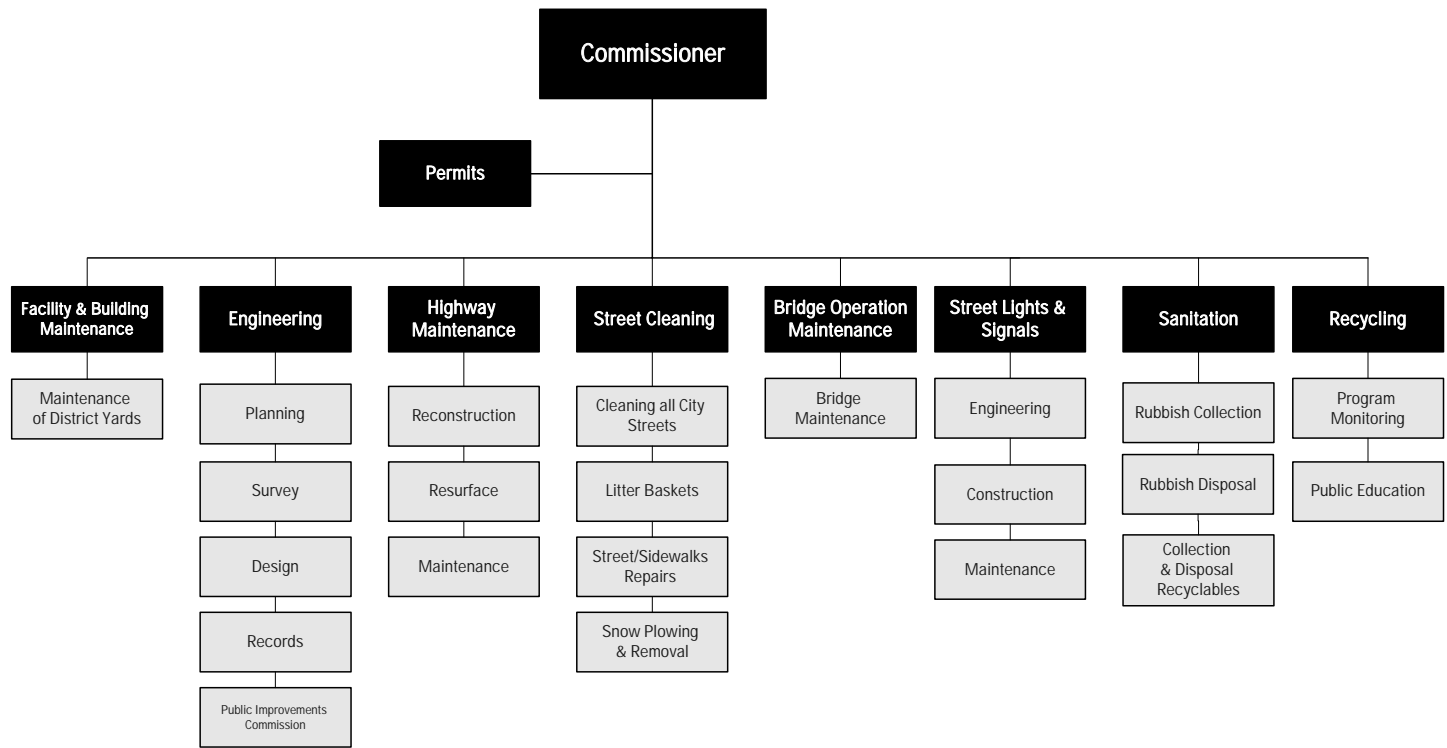 Commissioner
Permits
Facility & Building
Maintenance
Engineering
Highway
Maintenance
Street Cleaning
Bridge Operation
Maintenance
Street Lights &
Signals
Sanitation
Recycling
Maintenance
of District Yards
Planning
Survey
Design
Records
Public Improvements
Commission
Reconstruction
Resurface
Maintenance
Cleaning all City
Streets
Litter Baskets
Street/Sidewalks
Repairs
Snow Plowing
& Removal
Bridge
Maintenance
Engineering
Construction
Maintenance
Rubbish Collection
Rubbish Disposal
Collection
& Disposal
Recyclables
Program
Monitoring
Public Education